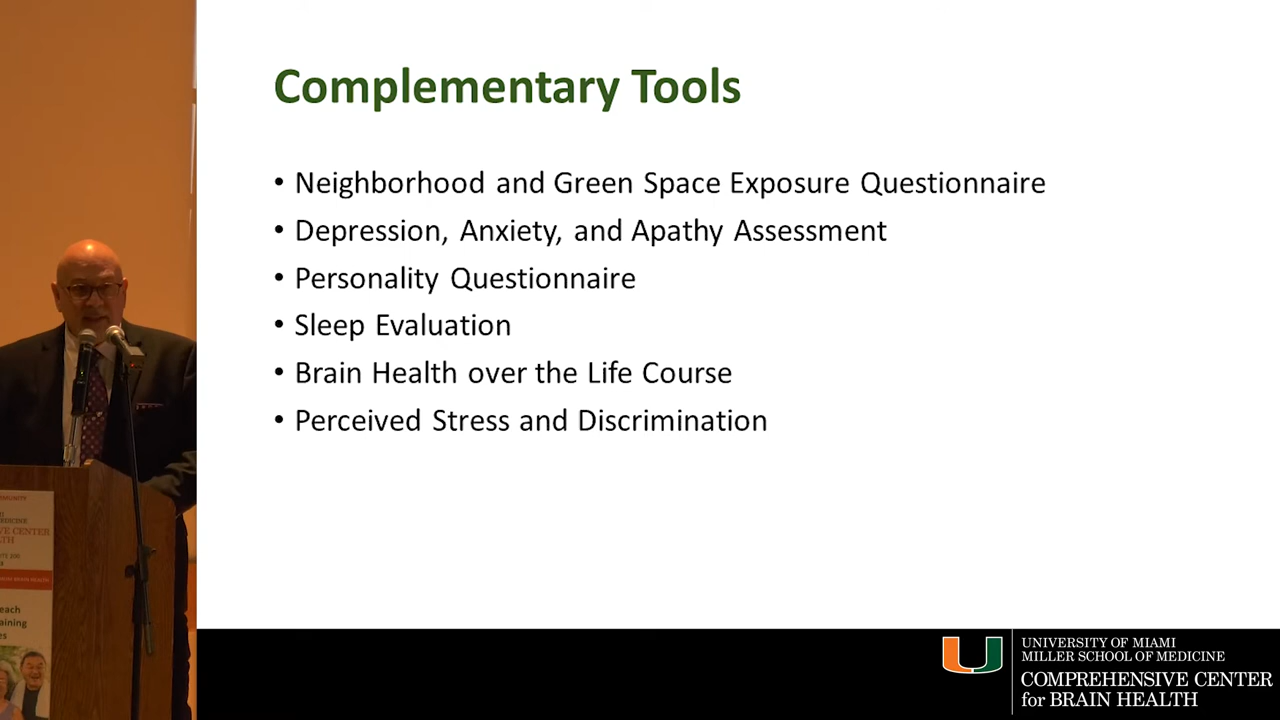 Complementary Tools
• Neighborhood and Green Space Exposure Questionnaire
• Depression, Anxiety, and Apathy Assessment
• Personality Questionnaire
• Sleep Evaluation
• Brain Health over the Life Course
• Perceived Stress and Discrimination
UNIVERSITY OF MIAMI
MILLER SCHOOL OF MEDICINE
COMPREHENSIVE CENTER
for BRAIN HEALTH